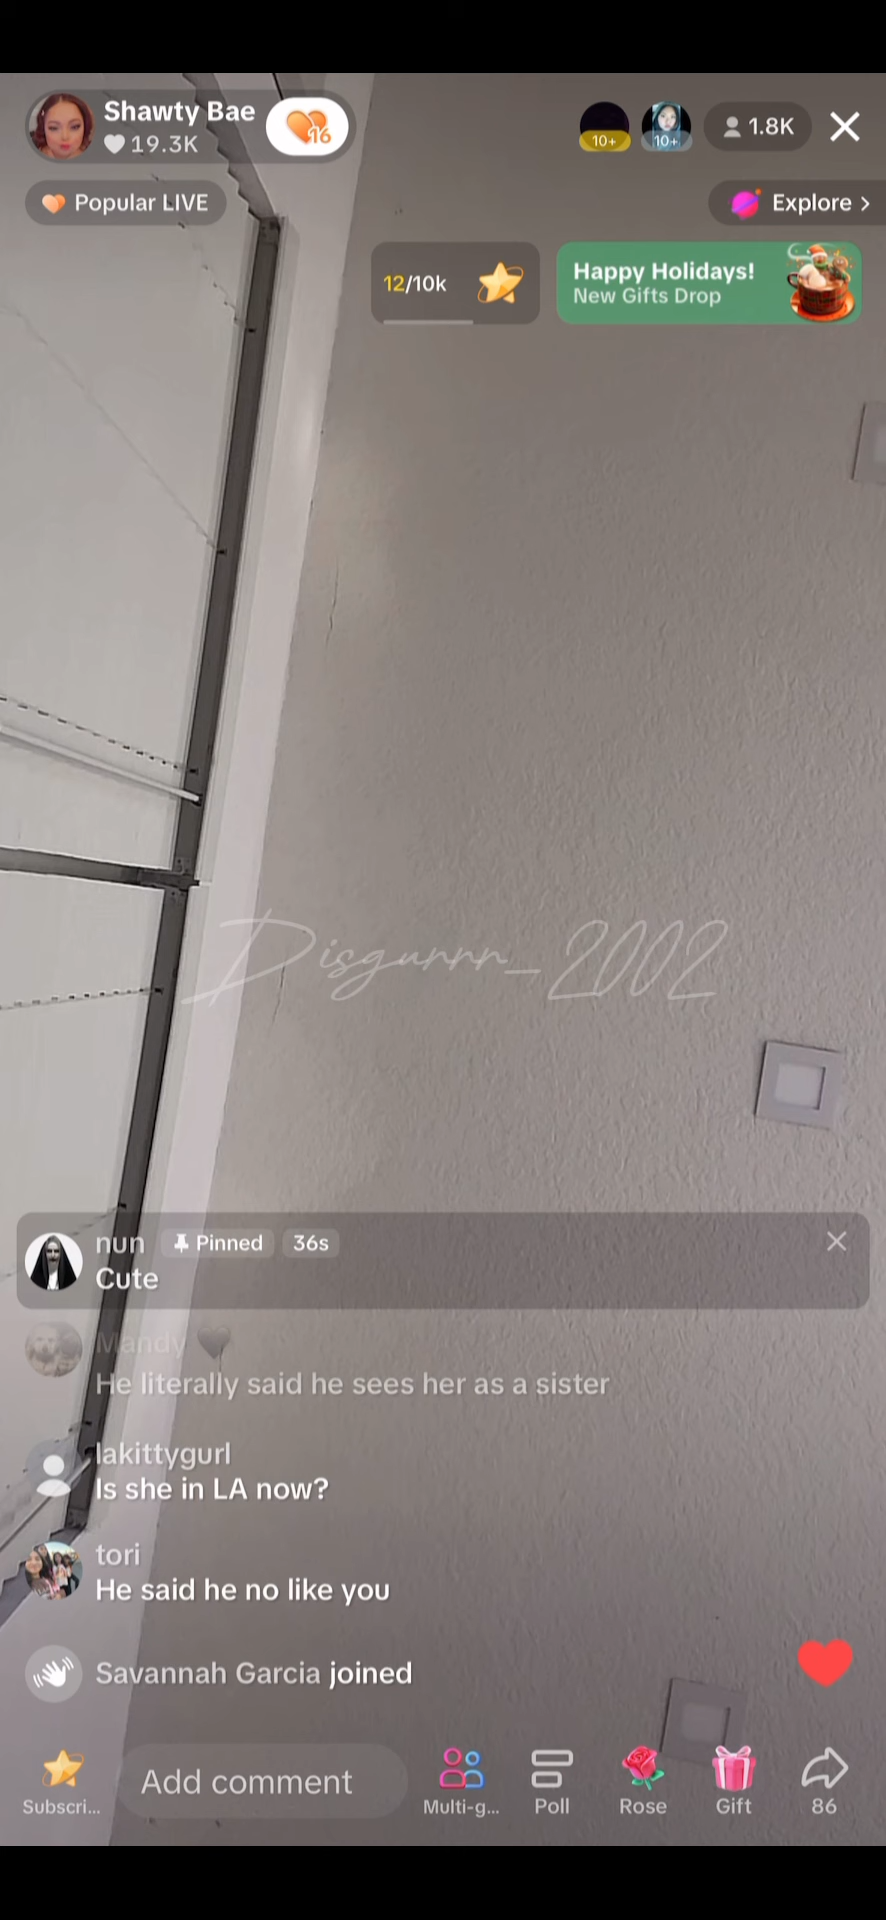 Shawty Bae
19.3K
16
10+
10+
1.8K
Popular LIVE
Explore
12/10k
Happy Holidays!
New Gifts Drop
Disgunnn_2002
nun Pinned 36s
Cute
Mandy
He literally said he sees her as a sister
lakittygurl
Is she in LA now?
tori
He said he no like you
Savannah Garcia joined
Add comment
Subscri...
Multi-g...
Poll
Rose
Gift
86